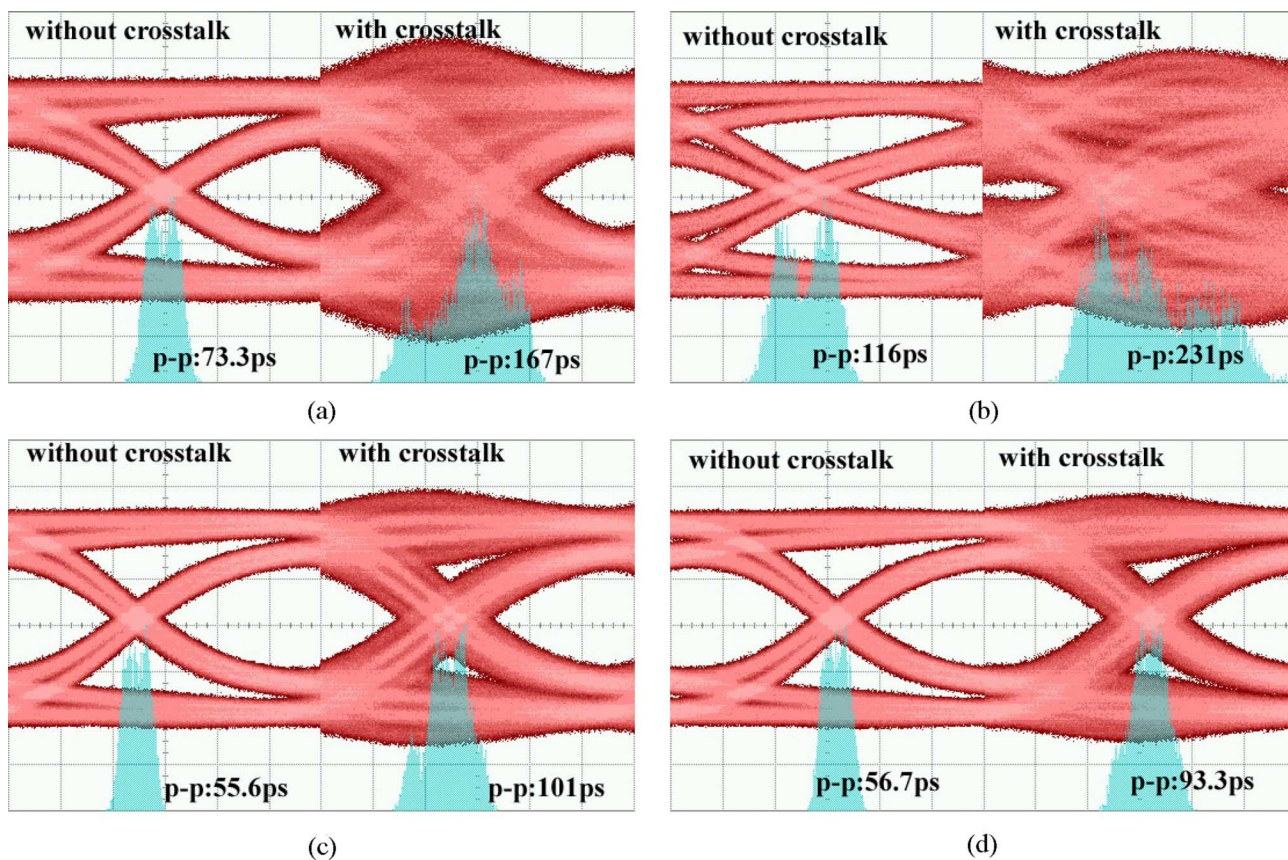 without crosstalk
with crosstalk
p-p:73.3ps
p-p:167ps
(a)
without crosstalk
with crosstalk
p-p:116ps
p-p:231ps
(b)
without crosstalk
with crosstalk
p-p:55.6ps
p-p:101ps
(c)
without crosstalk
with crosstalk
p-p:56.7ps
p-p:93.3ps
(d)